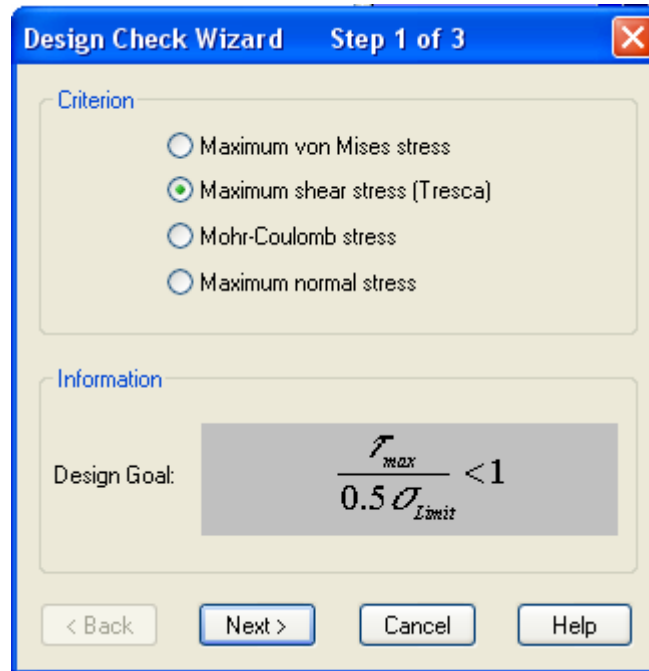 Design Check Wizard Step 1 of 3
Criterion
Maximum von Mises stress
Maximum shear stress (Tresca)
Mohr-Coulomb stress
Maximum normal stress
Information
Design Goal:
τmax
0.5 σLimit
<1
< Back Next > Cancel Help